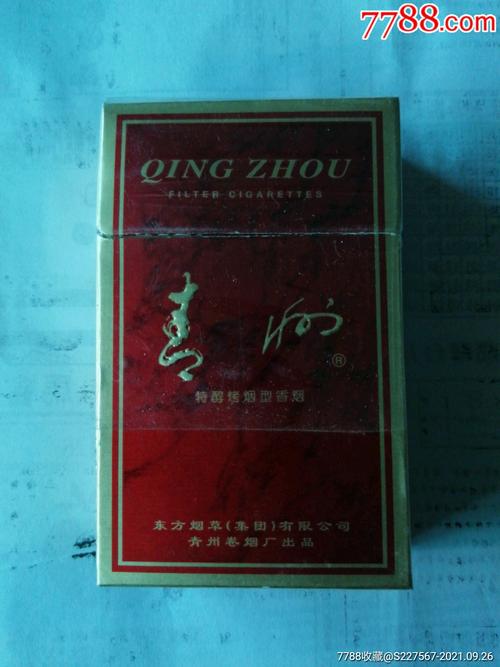 7788.com
QING ZHOU
FILTER CIGARETTES
青州®
特醇烤烟型香烟
东方烟草(集团)有限公司
青州卷烟厂出品
7788收藏@S227567-2021.09.26